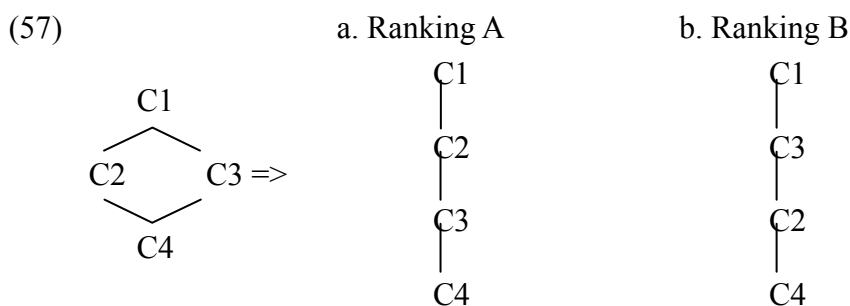 (57) a. Ranking A b. Ranking B
C1 C1
C1
C2 C3
C2 C3 =>
C3 C2
C4
C4 C4